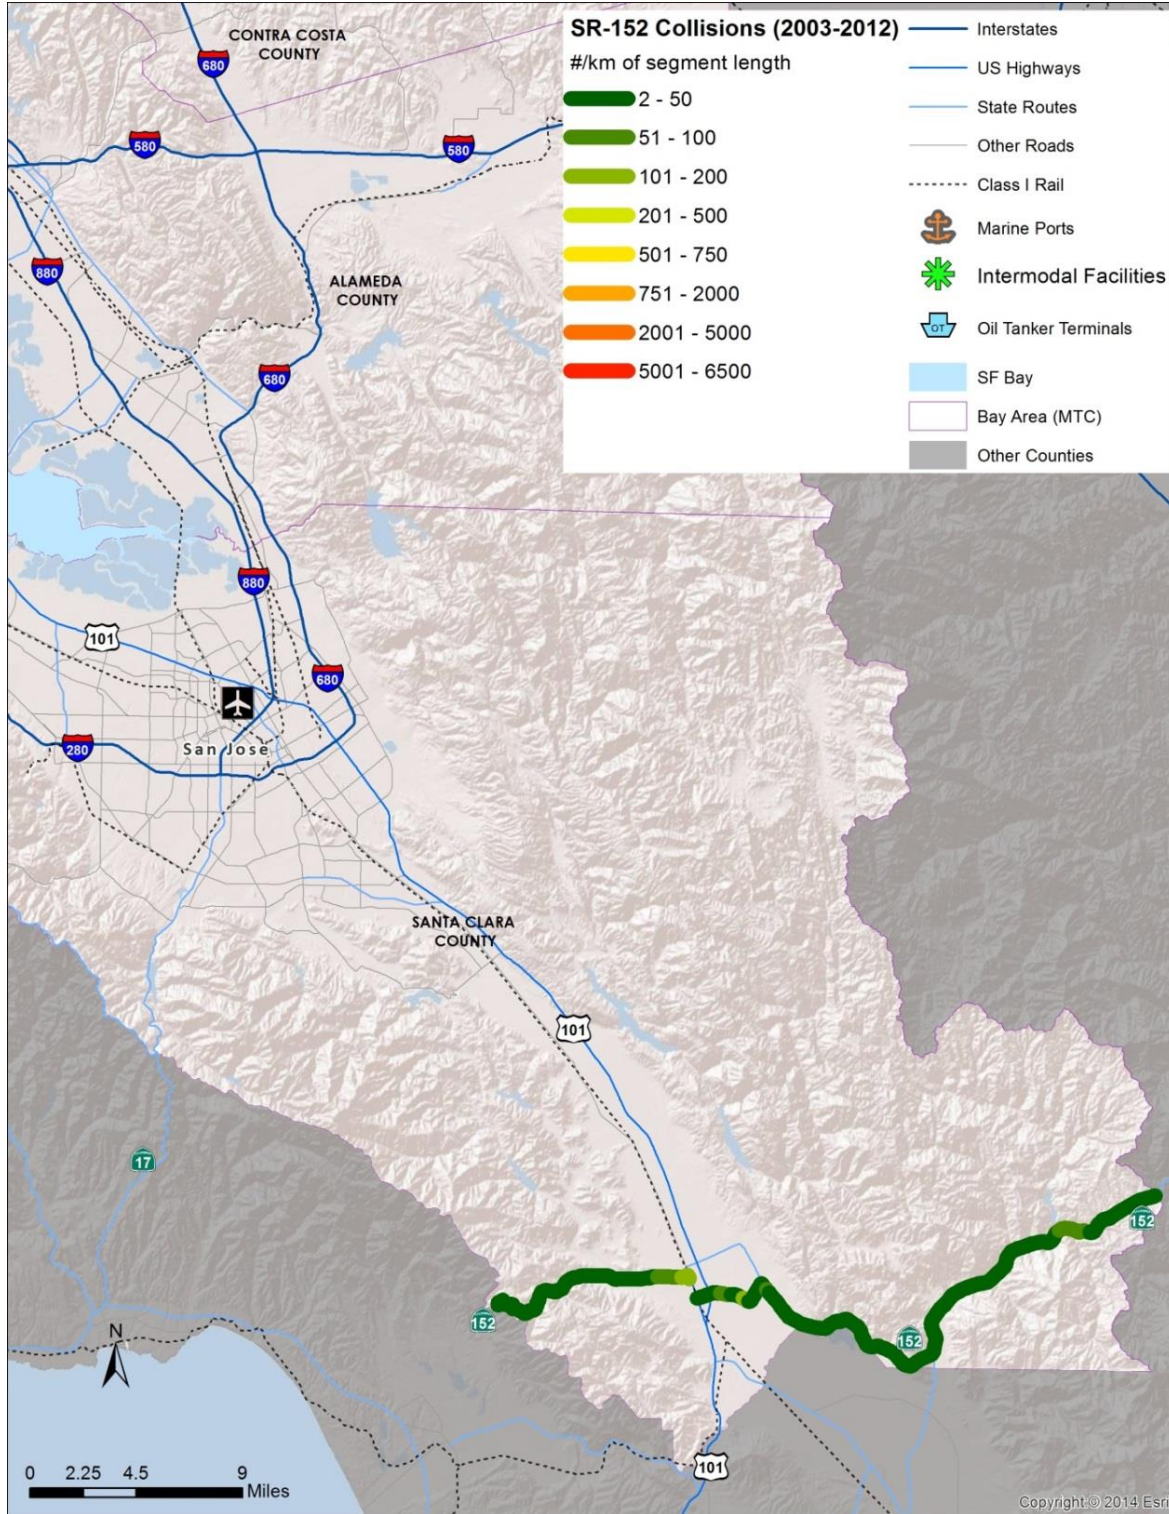 SR-152 Collisions (2003-2012)
#/km of segment length
2 - 50
51 - 100
101 - 200
201 - 500
501 - 750
751 - 2000
2001 - 5000
5001 - 6500
Interstates
US Highways
State Routes
Other Roads
Class I Rail
Marine Ports
Intermodal Facilities
OT
Oil Tanker Terminals
SF Bay
Bay Area (MTC)
Other Counties
CONTRA COSTA
COUNTY
680
580
580
880
ALAMEDA
COUNTY
680
880
101
680
280
San Jose
SANTA CLARA
COUNTY
101
17
152
152
152
N
101
0 2.25 4.5 9
Miles
Copyright:© 2014 Esri